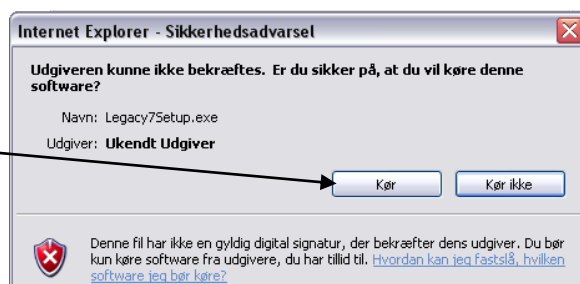 Internet Explorer - Sikkerhedsadvarsel
Udgiveren kunne ikke bekræftes. Er du sikker på, at du vil køre denne
software?
Navn: Legacy7Setup.exe
Udgiver: Ukendt Udgiver
Kør Kør ikke
Denne fil har ikke en gyldig digital signatur, der bekræfter dens udgiver. Du bør
kun køre software fra udgivere, du har tillid til. Hvordan kan jeg fastslå, hvilken
software jeg bør køre?